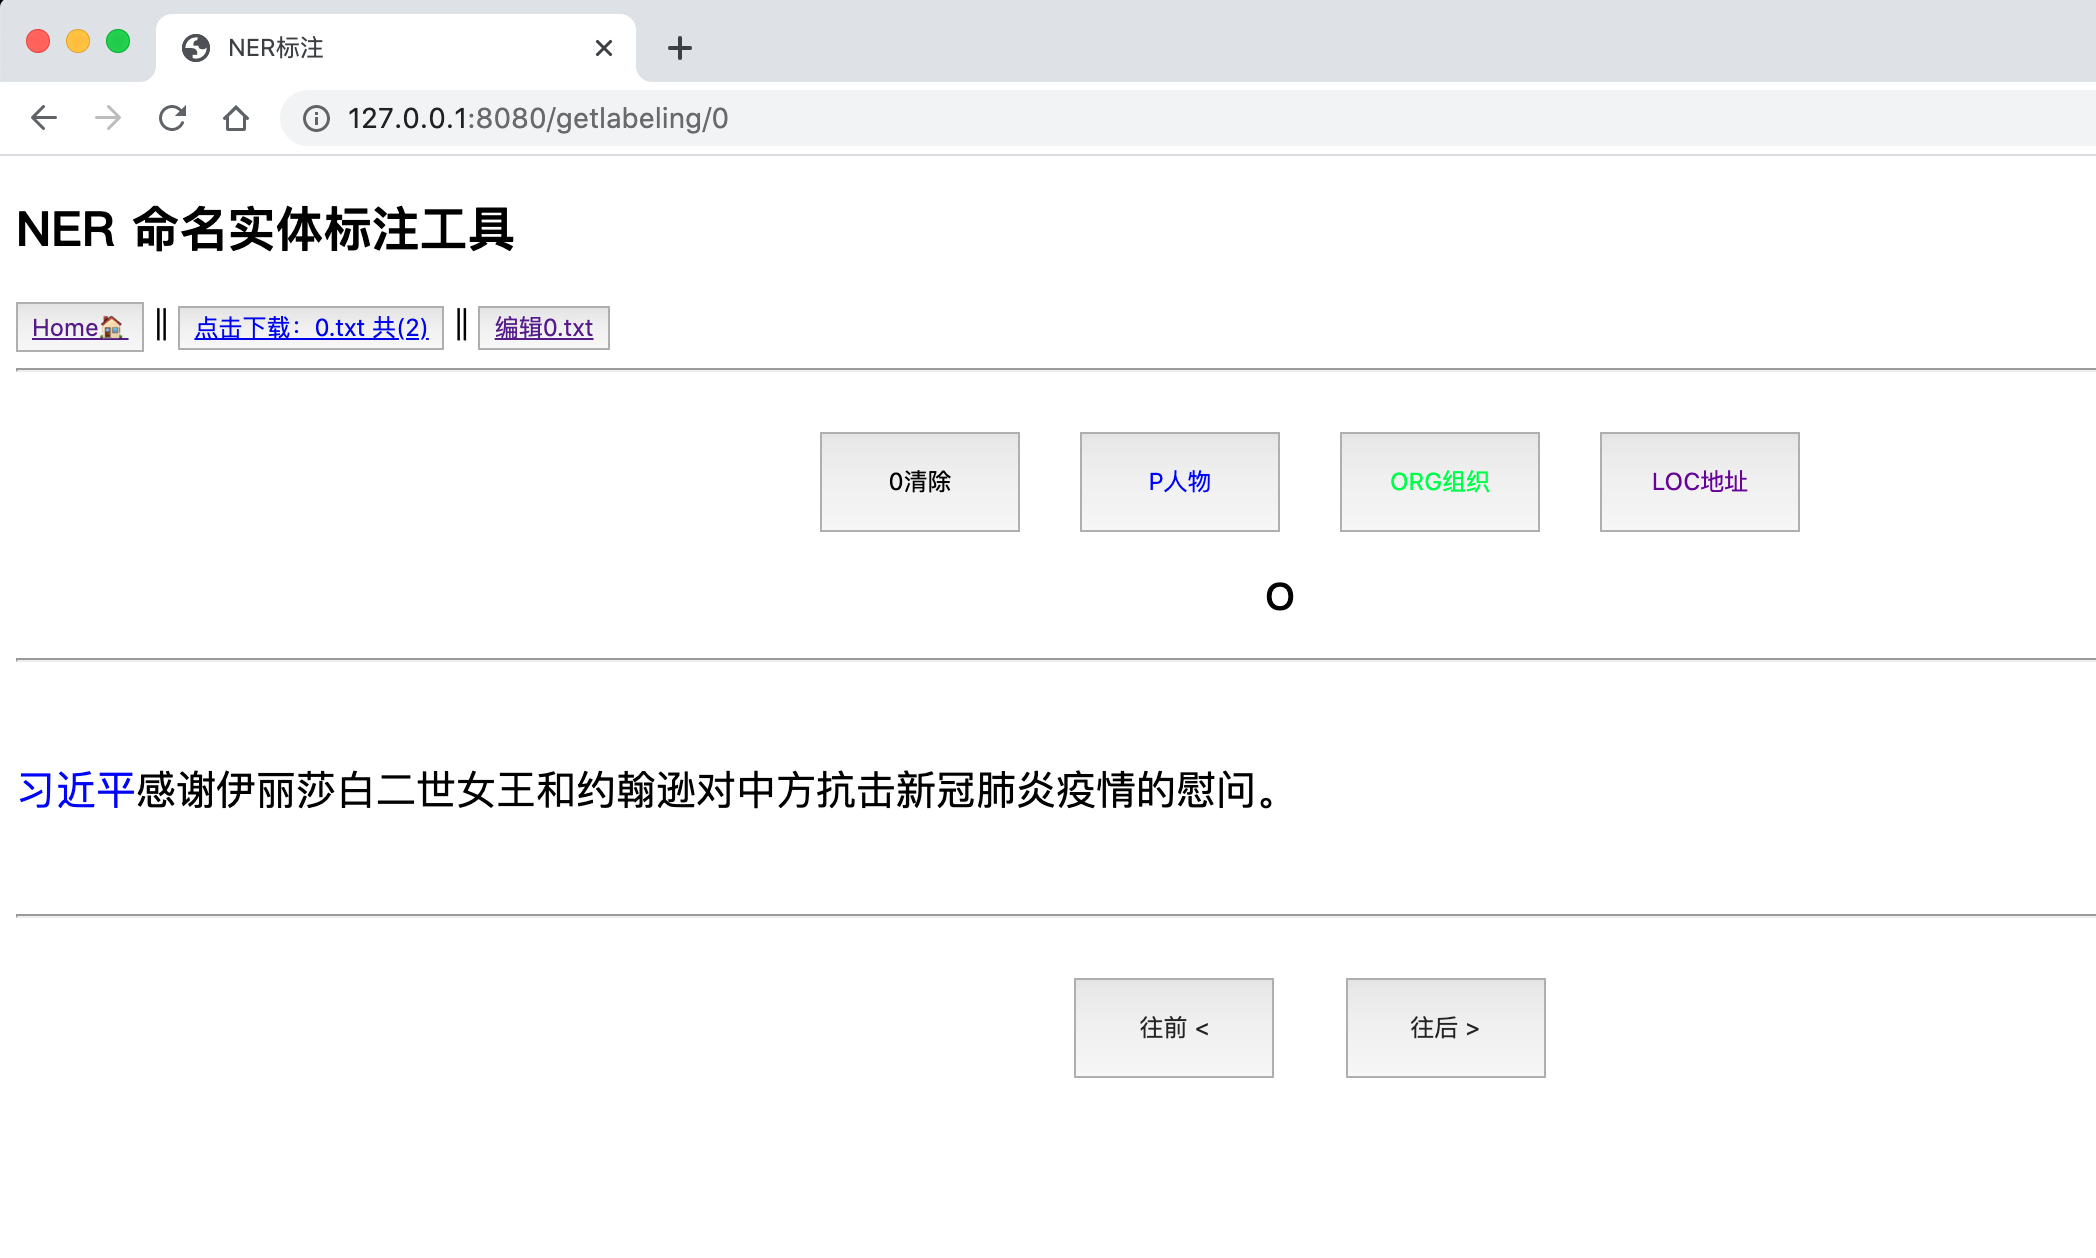 NER标注
127.0.0.1:8080/getlabeling/0
NER 命名实体标注工具
Home🏠 || 点击下载：0.txt 共(2) || 编辑0.txt
0清除 P人物 ORG组织 LOC地址
O
习近平感谢伊丽莎白二世女王和约翰逊对中方抗击新冠肺炎疫情的慰问。
往前 < 往后 >